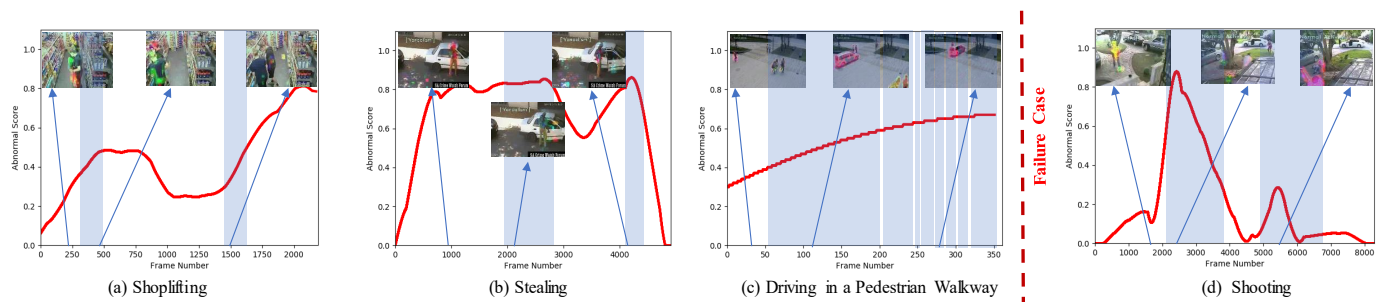 1.0
0.8
0.6
0.4
0.2
0.0
Abnormal Score
0 250 500 750 1000 1250 1500 1750 2000
Frame Number
(a) Shoplifting
1.0
0.8
0.6
0.4
0.2
0.0
Abnormal Score
0 1000 2000 3000 4000
Frame Number
(b) Stealing
1.0
0.8
0.6
0.4
0.2
0.0
Abnormal Score
0 50 100 150 200 250 300 350
Frame Number
(c) Driving in a Pedestrian Walkway
Failure Case
1.0
0.8
0.6
0.4
0.2
0.0
Abnormal Score
0 1000 2000 3000 4000 5000 6000 7000 8000
Frame Number
(d) Shooting